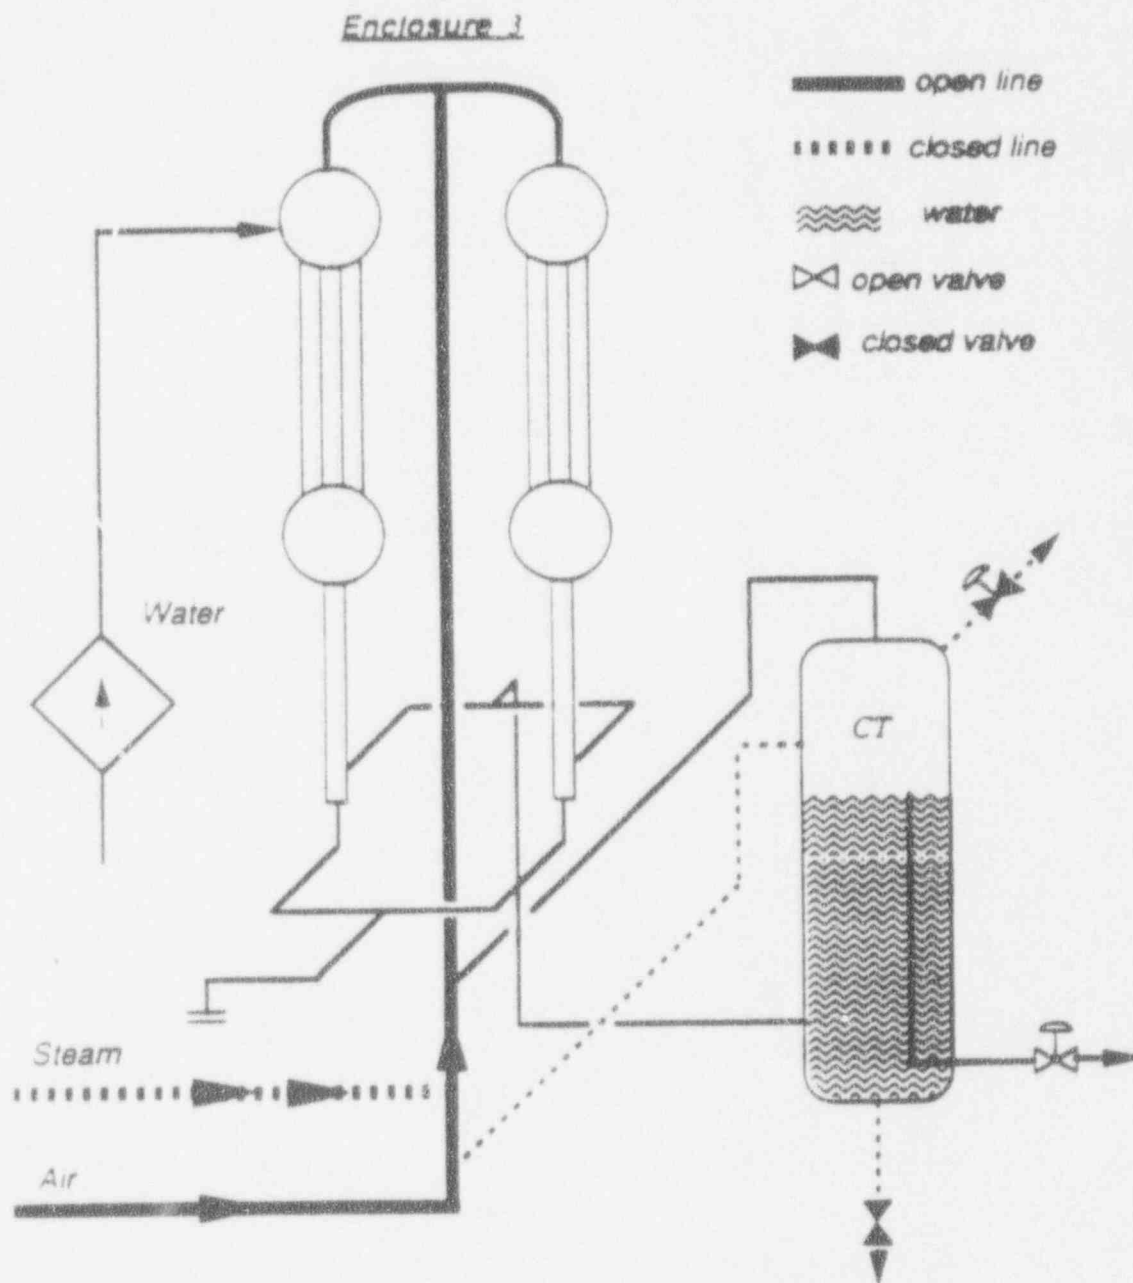 Enclosure 3
open line
closed line
water
open valve
closed valve
Water
CT
Steam
Air